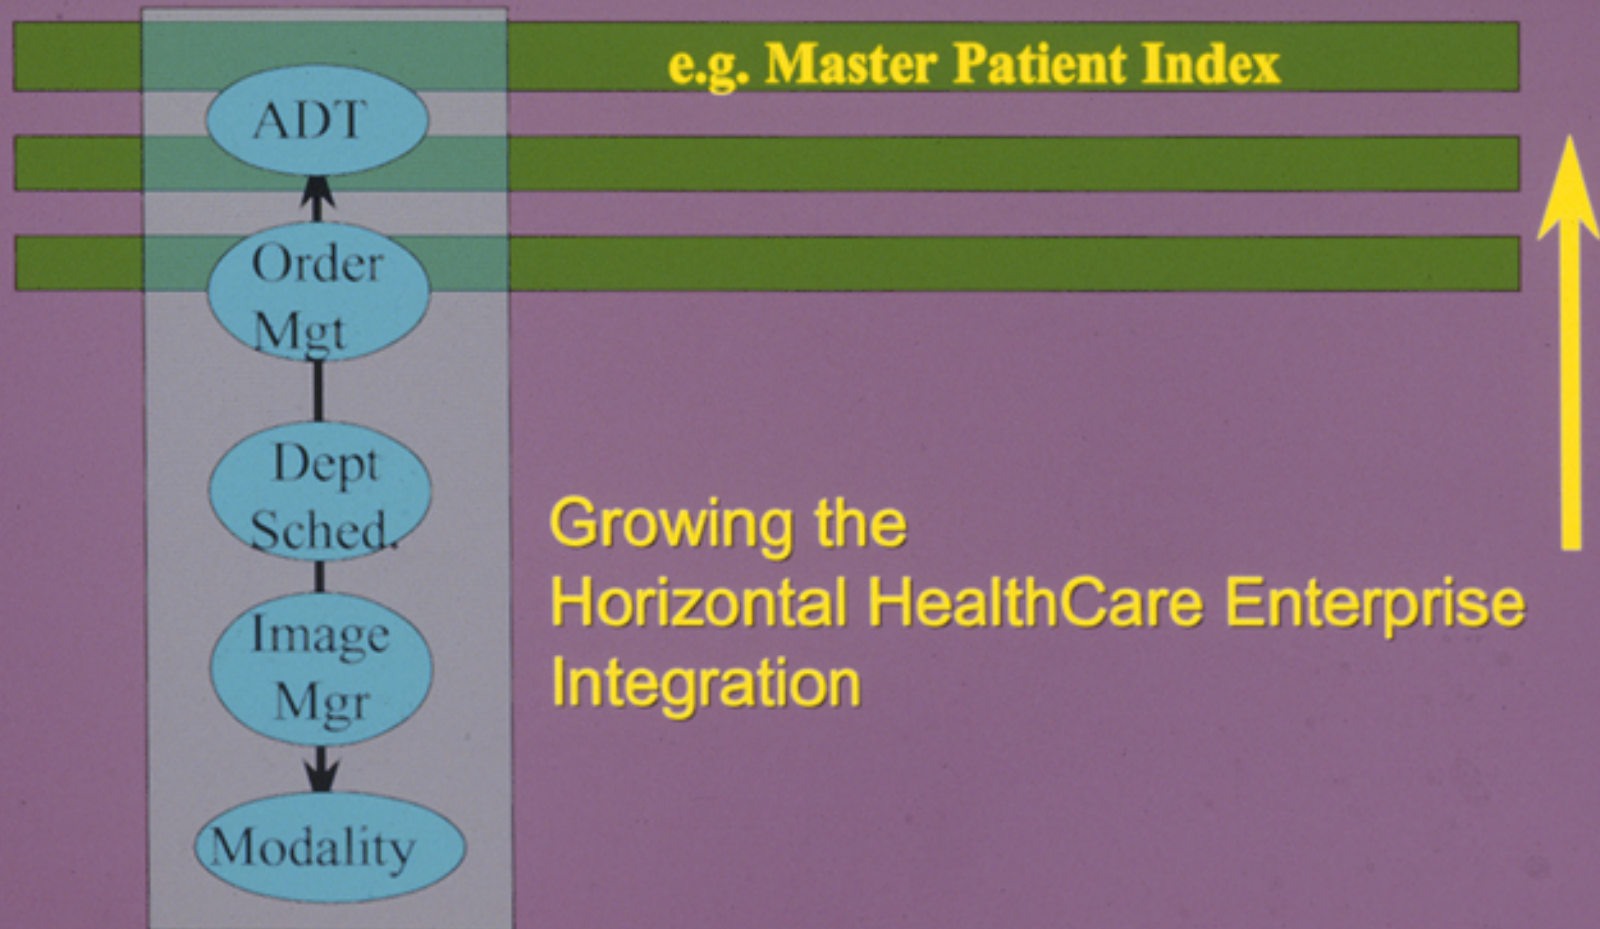 e.g. Master Patient Index
ADT
Order
Mgt
Dept
Sched.
Image
Mgr
Modality
Growing the
Horizontal HealthCare Enterprise
Integration